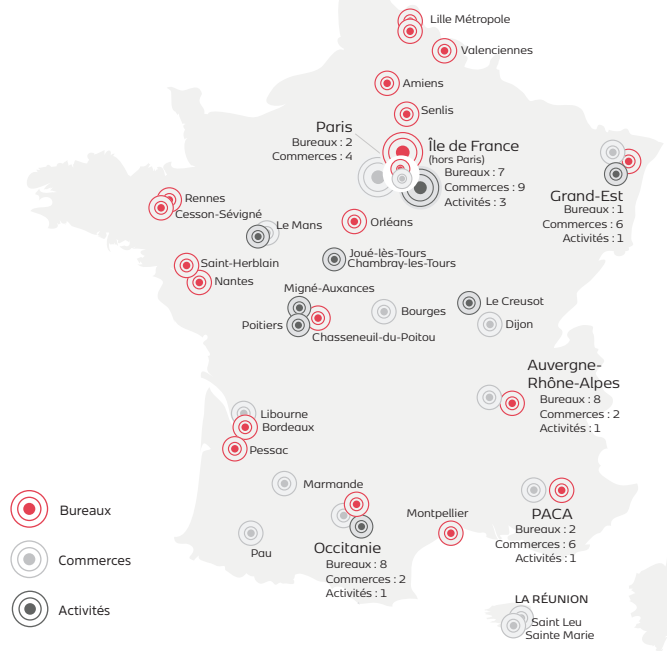 Lille Métropole
Valenciennes
Amiens
Senlis
Paris
Bureaux : 2
Commerces : 4
Île de France
(hors Paris)
Bureaux : 7
Commerces : 9
Activités : 3
Grand-Est
Bureaux : 1
Commerces : 6
Activités : 1
Rennes
Cesson-Sévigné
Le Mans
Orléans
Joué-lès-Tours
Chambray-les-Tours
Saint-Herblain
Nantes
Migné-Auxances
Poitiers
Chasseneuil-du-Poitou
Bourges
Le Creusot
Dijon
Auvergne-
Rhône-Alpes
Bureaux : 8
Commerces : 2
Activités : 1
Libourne
Bordeaux
Pessac
Marmande
Pau
Occitanie
Bureaux : 8
Commerces : 2
Activités : 1
Montpellier
PACA
Bureaux : 2
Commerces : 6
Activités : 1
Bureaux
Commerces
Activités
LA RÉUNION
Saint Leu
Sainte Marie